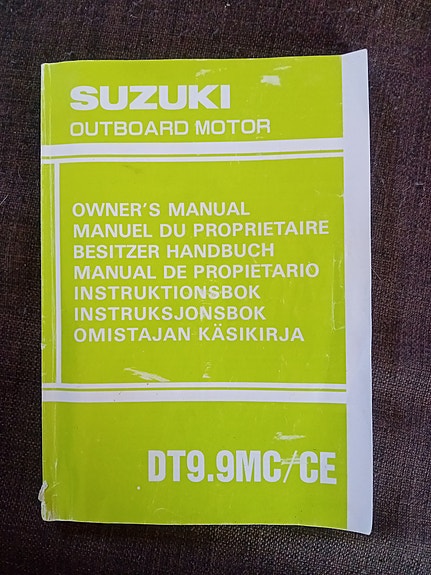 SUZUKI
OUTBOARD MOTOR
OWNER'S MANUAL
MANUEL DU PROPRIETAIRE
BESITZER HANDBUCH
MANUAL DE PROPIETARIO
INSTRUKTIONSBOK
INSTRUKSJONSBOK
OMISTAJAN KÄSIKIRJA
DT9.9MC/CE